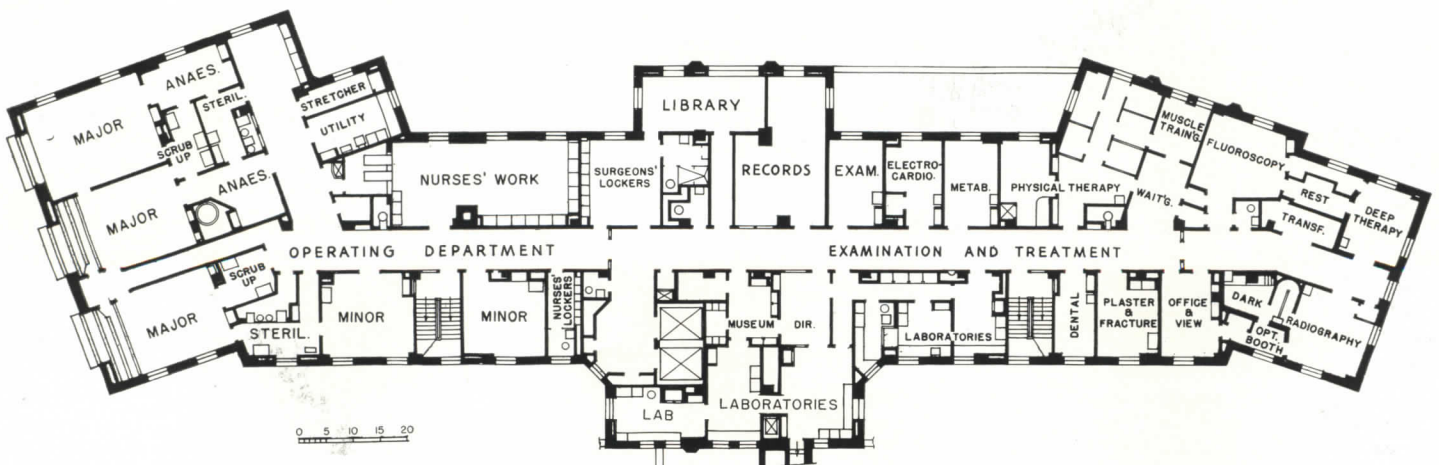 ANAES.
STERIL.
STRETCHER
UTILITY
MAJOR
SCRUB
UP
ANAES.
MAJOR
SCRUB
UP
MAJOR
STERIL.
NURSES' WORK
SURGEONS'
LOCKERS
LIBRARY
RECORDS
EXAM.
ELECTRO-
CARDIO.
METAB.
PHYSICAL THERAPY
WAIT'G.
MUSCLE
TRAIN'G.
FLUOROSCOPY
REST
TRANSF.
DEEP
THERAPY
OPERATING DEPARTMENT
EXAMINATION AND TREATMENT
MINOR
MINOR
NURSES'
LOCKERS
MUSEUM
DIR.
LABORATORIES
DENTAL
PLASTER
&
FRACTURE
OFFICE
&
VIEW
DARK
OPT.
BOOTH
RADIOGRAPHY
LAB
LABORATORIES
0 5 10 15 20